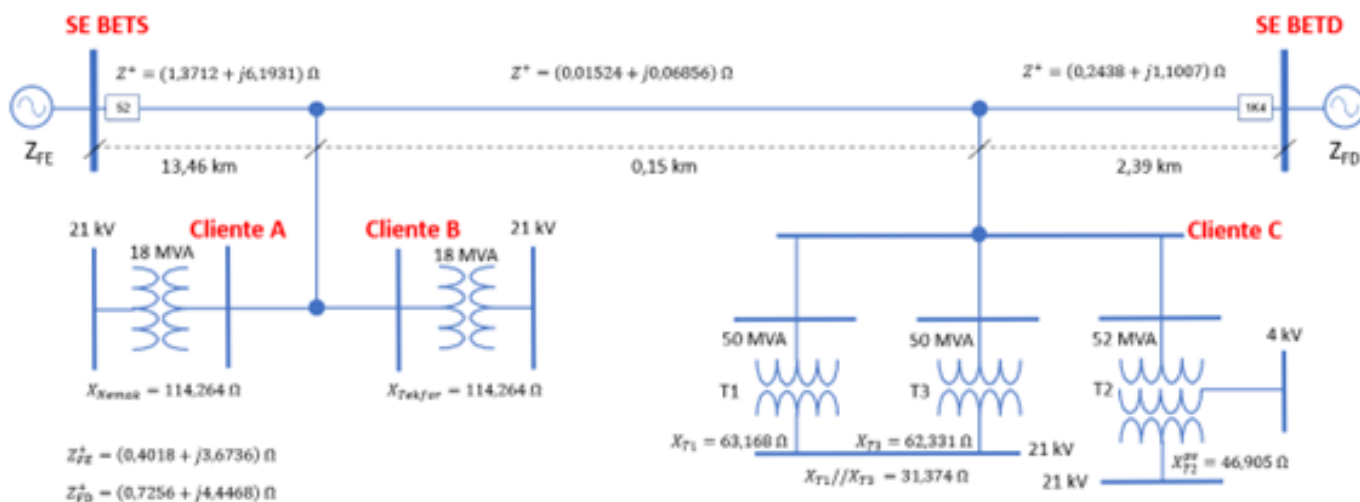 SE BETS
SE BETD
Z⁺ = (1,3712 + j6,1931) Ω
Z⁺ = (0,01524 + j0,06856) Ω
Z⁺ = (0,2438 + j1,1007) Ω
52
1K4
Z_FE
Z_FD
13,46 km
0,15 km
2,39 km
21 kV
Cliente A
Cliente B
21 kV
18 MVA
18 MVA
Cliente C
50 MVA
50 MVA
52 MVA
4 kV
T1
T3
T2
X_Nemak = 114,264 Ω
X_Tekfor = 114,264 Ω
X_T1 = 63,168 Ω
X_T3 = 62,331 Ω
21 kV
X_T1//X_T3 = 31,374 Ω
X_T2^ps = 46,905 Ω
21 kV
Z⁺_FE = (0,4018 + j3,6736) Ω
Z⁺_FD = (0,7256 + j4,4468) Ω